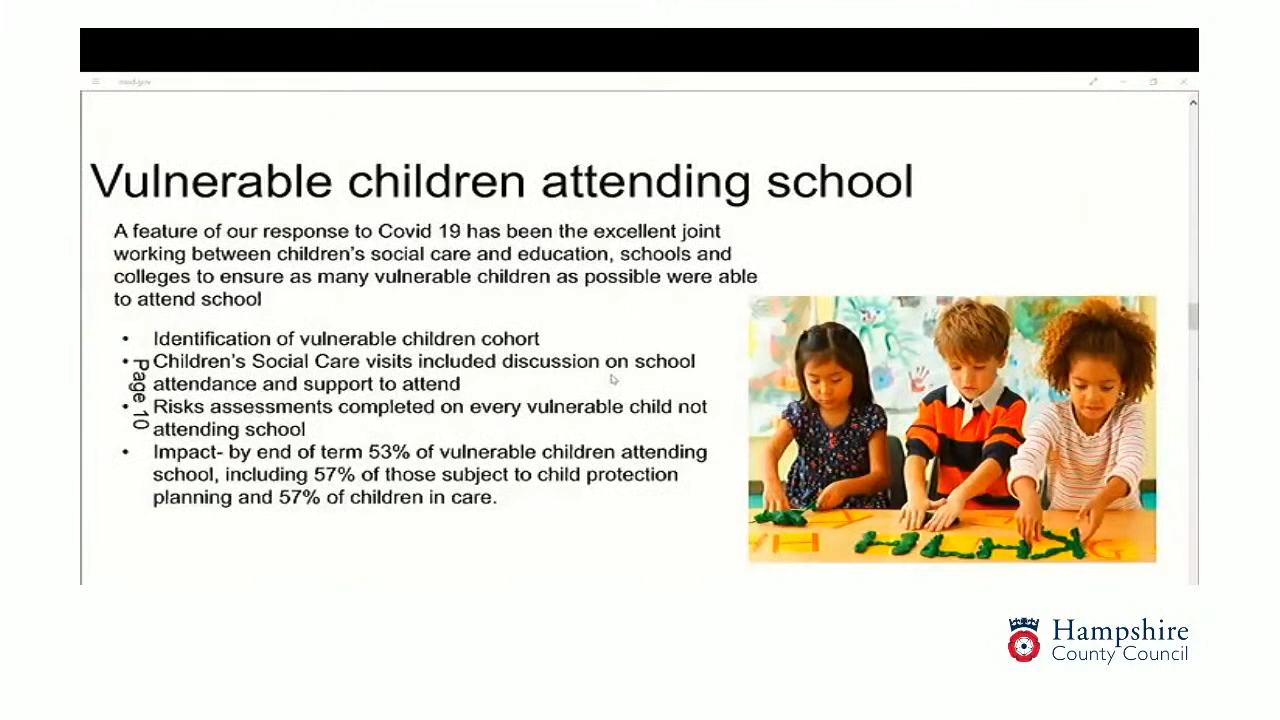 mod.gov
Vulnerable children attending school
A feature of our response to Covid 19 has been the excellent joint
working between children's social care and education, schools and
colleges to ensure as many vulnerable children as possible were able
to attend school
• Identification of vulnerable children cohort
• Children's Social Care visits included discussion on school
attendance and support to attend
• Risks assessments completed on every vulnerable child not
attending school
• Impact- by end of term 53% of vulnerable children attending
school, including 57% of those subject to child protection
planning and 57% of children in care.
Page 10
Hampshire
County Council